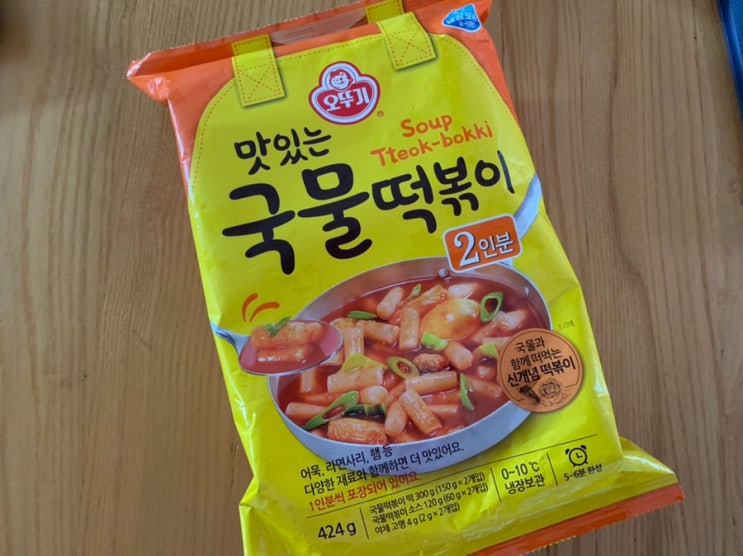 0~10℃
오뚜기
®
Soup
Tteok-bokki
맛있는
국물떡볶이
2인분
국물과
함께 떠먹는
신개념 떡볶이
어묵, 라면사리, 햄 등
다양한 재료와 함께하면 더 맛있어요.
1인분씩 포장되어 있어요.
424g
국물떡볶이 떡 300g (150g x 2개입)
국물떡볶이 소스 120g (60g x 2개입)
야채 고명 4g (2g x 2개입)
0~10℃
냉장보관
5~6분 완성